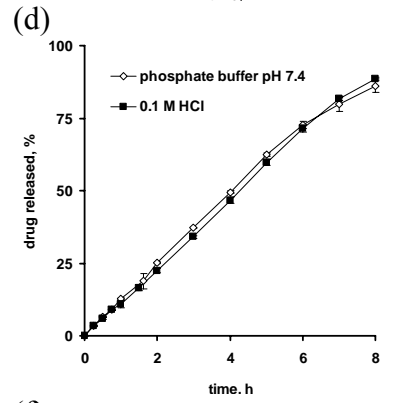 (d)
100
phosphate buffer pH 7.4
0.1 M HCl
75
drug released, %
50
25
0
0 2 4 6 8
time, h